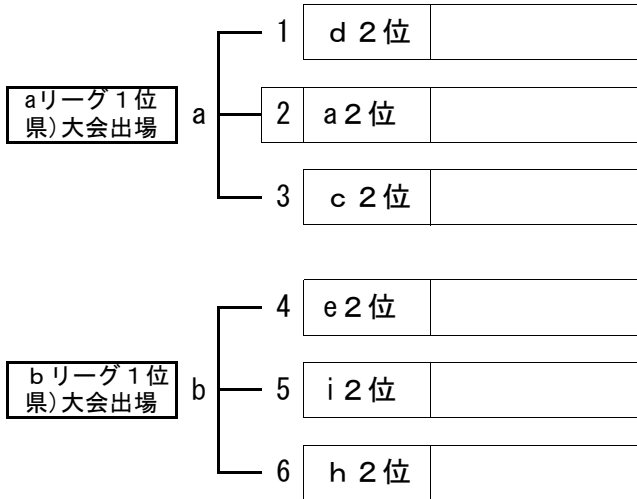 1 ｄ２位
aリーグ１位
県)大会出場
a
2 a２位
3 ｃ２位
4 e２位
ｂリーグ１位
県)大会出場
b
5 i２位
6 ｈ２位